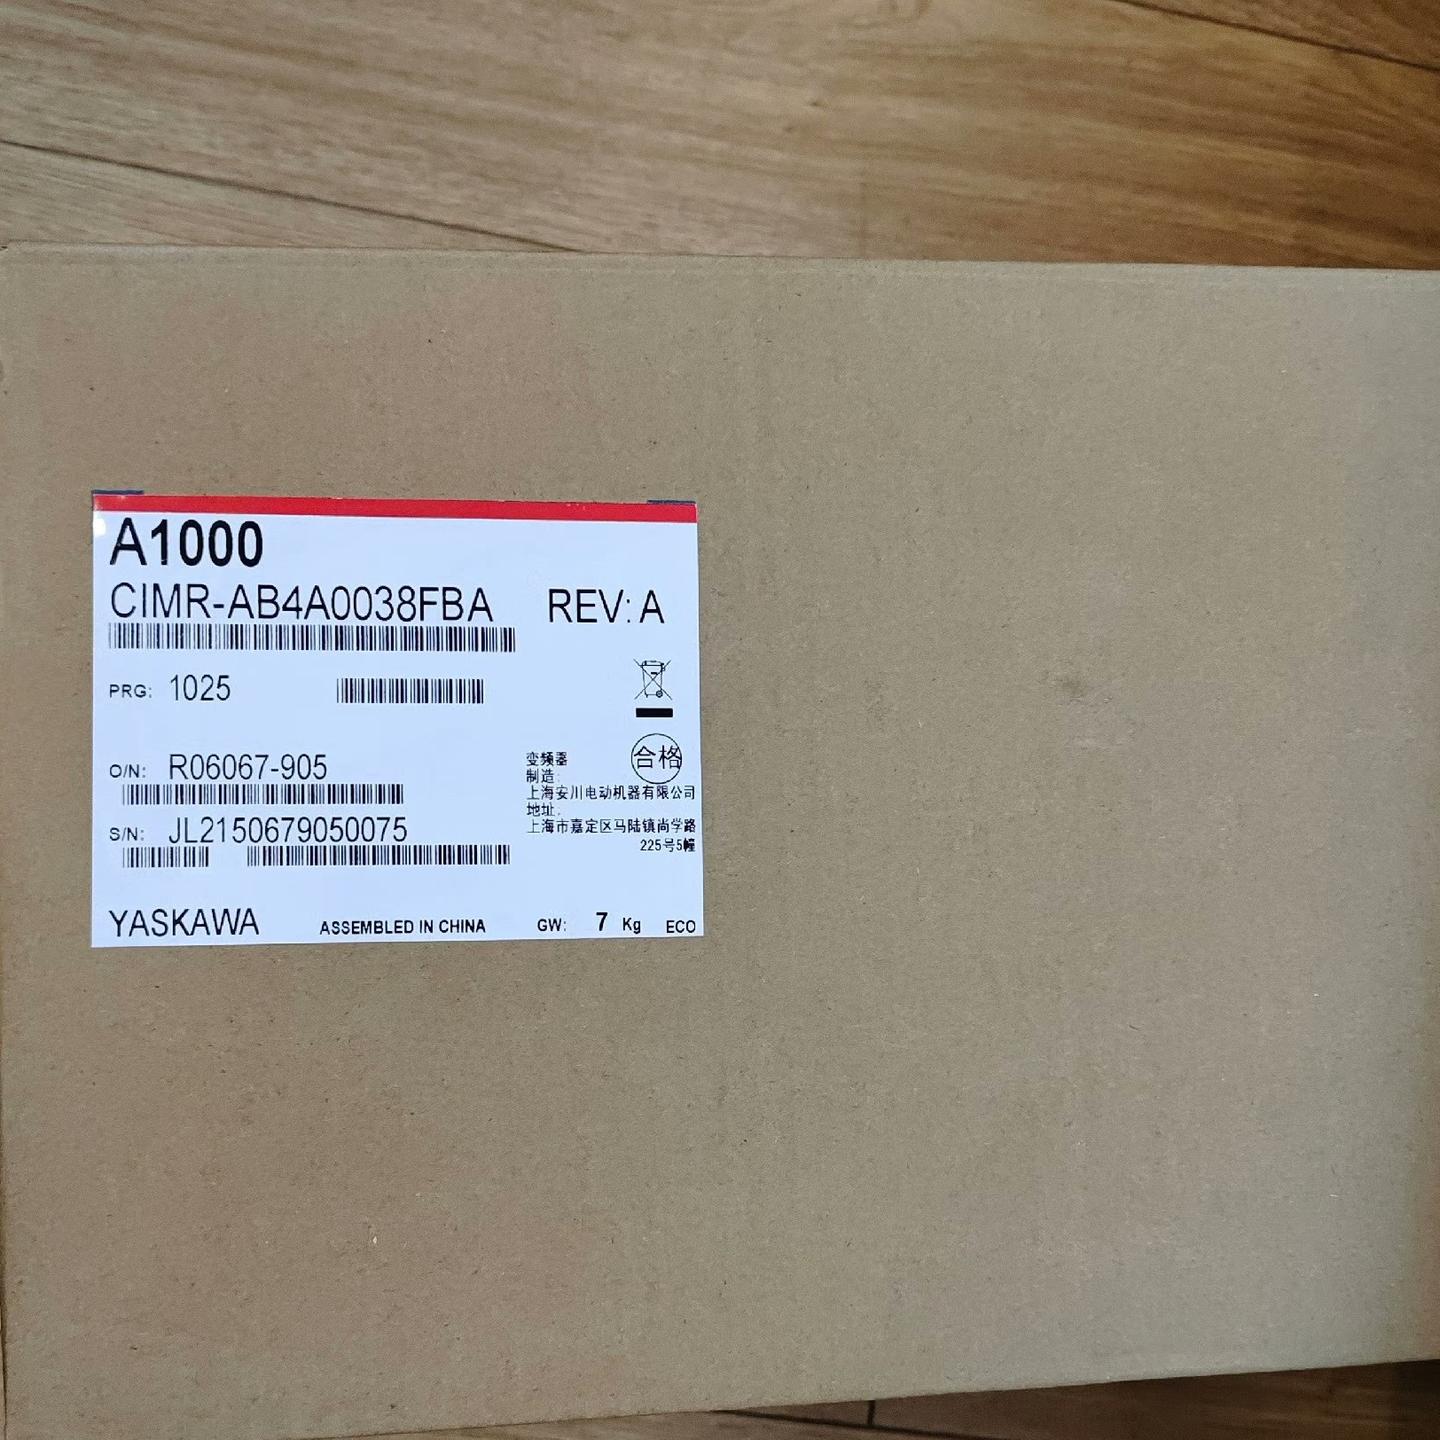 A1000
CIMR-AB4A0038FBA REV: A
PRG: 1025
合格
O/N: R06067-905
S/N: JL2150679050075
变频器
制造:
上海安川电动机器有限公司
地址:
上海市嘉定区马陆镇尚学路
225号5幢
YASKAWA ASSEMBLED IN CHINA GW: 7 Kg ECO